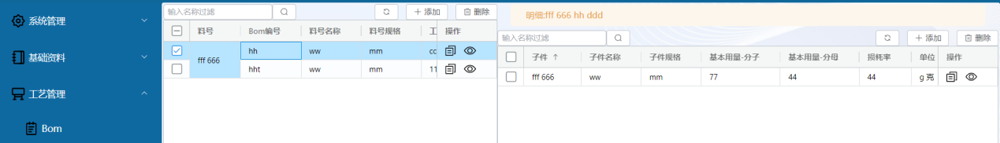 系统管理
基础资料
工艺管理
Bom
输入名称过滤
+ 添加
删除
料号 Bom编号 料号名称 料号规格 工 操作
fff 666
hh ww mm cc
hht ww mm 11
明细:fff 666 hh ddd
输入名称过滤
+ 添加
删除
子件 ↑ 子件名称 子件规格 基本用量-分子 基本用量-分母 损耗率 单位 操作
fff 666 ww mm 77 44 44 g 克